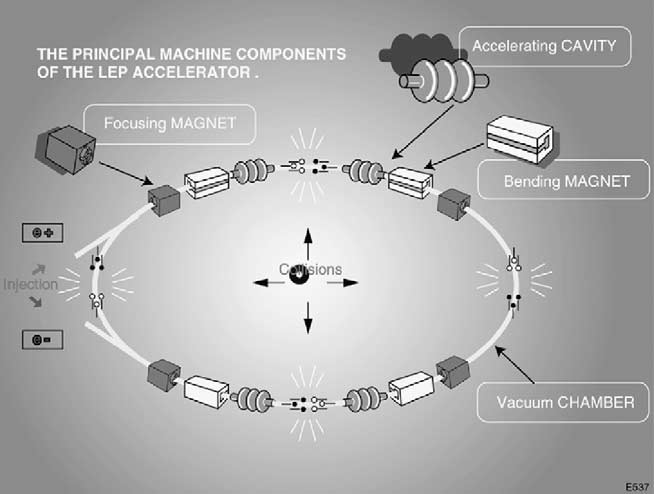 THE PRINCIPAL MACHINE COMPONENTS
OF THE LEP ACCELERATOR .
Accelerating CAVITY
Focusing MAGNET
Bending MAGNET
e+
Injection
e-
Collisions
Vacuum CHAMBER
E537